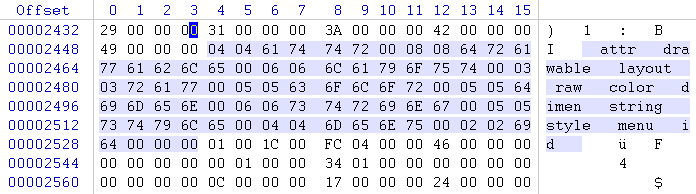 Offset 0 1 2 3 4 5 6 7 8 9 10 11 12 13 14 15
00002432 29 00 00 00 31 00 00 00 3A 00 00 00 42 00 00 00 ) 1 : B
00002448 49 00 00 00 04 04 61 74 74 72 00 08 08 64 72 61 I attr dra
00002464 77 61 62 6C 65 00 06 06 6C 61 79 6F 75 74 00 03 wable layout
00002480 03 72 61 77 00 05 05 63 6F 6C 6F 72 00 05 05 64 raw color d
00002496 69 6D 65 6E 00 06 06 73 74 72 69 6E 67 00 05 05 imen string
00002512 73 74 79 6C 65 00 04 04 6D 65 6E 75 00 02 02 69 style menu i
00002528 64 00 00 00 01 00 1C 00 FC 04 00 00 46 00 00 00 d ü F
00002544 00 00 00 00 00 01 00 00 34 01 00 00 00 00 00 00 4
00002560 00 00 00 00 0C 00 00 00 17 00 00 00 24 00 00 00 $